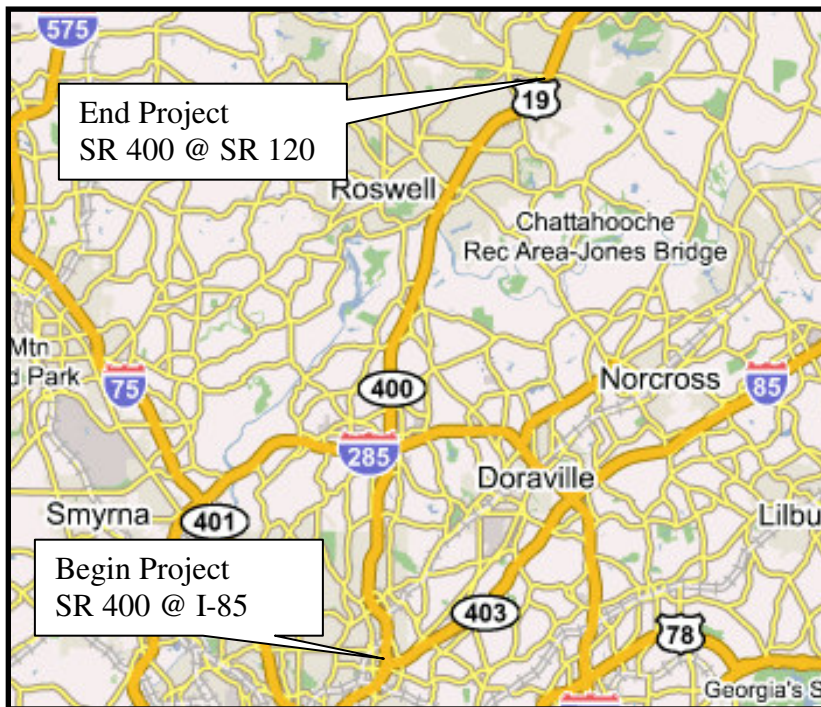 575
End Project
SR 400 @ SR 120
19
Roswell
Chattahooche
Rec Area-Jones Bridge
Mtn
d Park
75
400
Norcross
85
285
Doraville
Smyrna
401
Lilbu
Begin Project
SR 400 @ I-85
403
78
Georgia's S